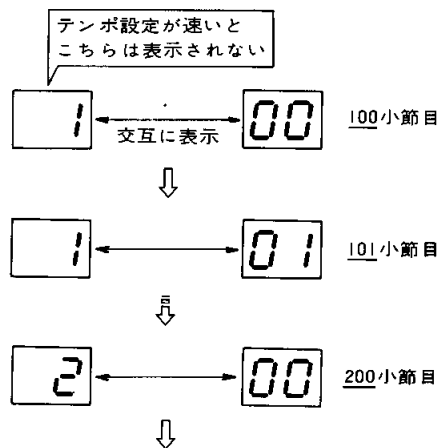 テンポ設定が速いと
こちらは表示されない
1
00
100小節目
交互に表示
1
01
101小節目
2
00
200小節目